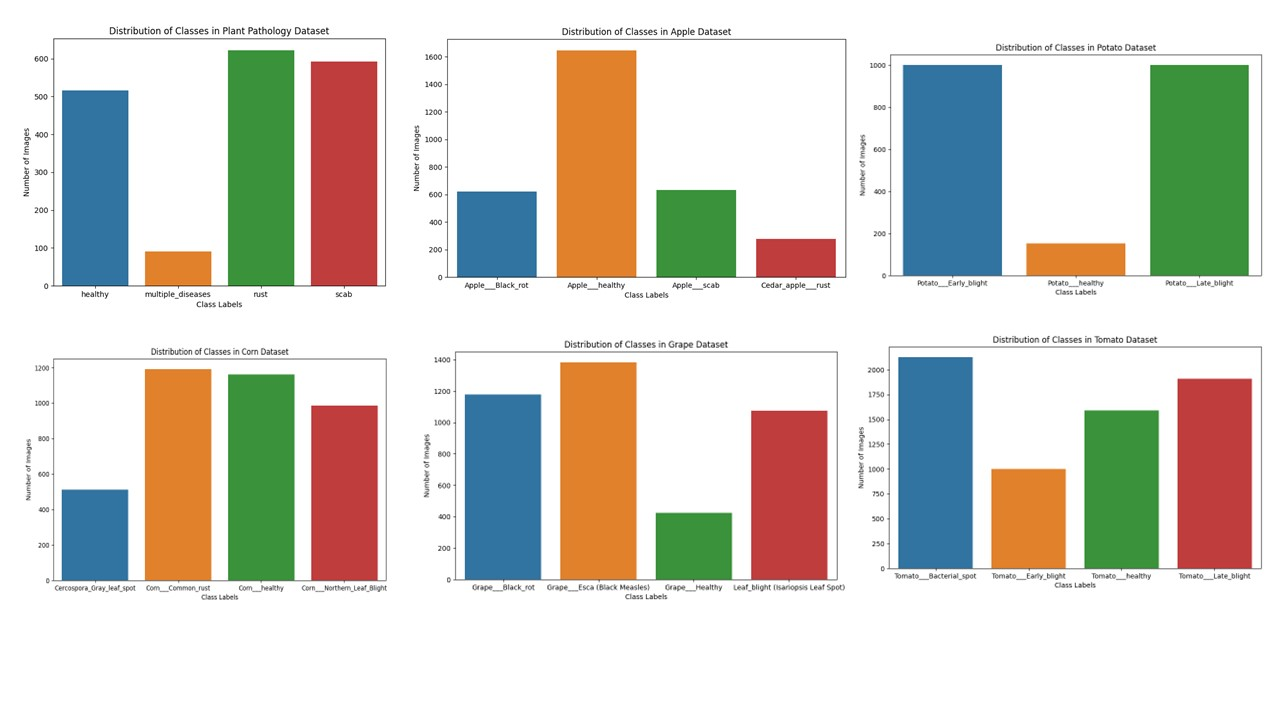 Distribution of Classes in Plant Pathology Dataset
Number of Images
600
500
400
300
200
100
0
healthy multiple_diseases rust scab
Class Labels
Distribution of Classes in Apple Dataset
Number of Images
1600
1400
1200
1000
800
600
400
200
0
Apple___Black_rot Apple___healthy Apple___scab Cedar_apple___rust
Class Labels
Distribution of Classes in Potato Dataset
Number of Images
1000
800
600
400
200
0
Potato___Early_blight Potato___healthy Potato___Late_blight
Class Labels
Distribution of Classes in Corn Dataset
Number of Images
1200
1000
800
600
400
200
0
Cercospora_Gray_leaf_spot Corn___Common_rust Corn___healthy Corn___Northern_Leaf_Blight
Class Labels
Distribution of Classes in Grape Dataset
Number of Images
1400
1200
1000
800
600
400
200
0
Grape___Black_rot Grape___Esca (Black Measles) Grape___Healthy Leaf_blight (Isariopsis Leaf Spot)
Class Labels
Distribution of Classes in Tomato Dataset
Number of Images
2000
1750
1500
1250
1000
750
500
250
0
Tomato___Bacterial_spot Tomato___Early_blight Tomato___healthy Tomato___Late_blight
Class Labels